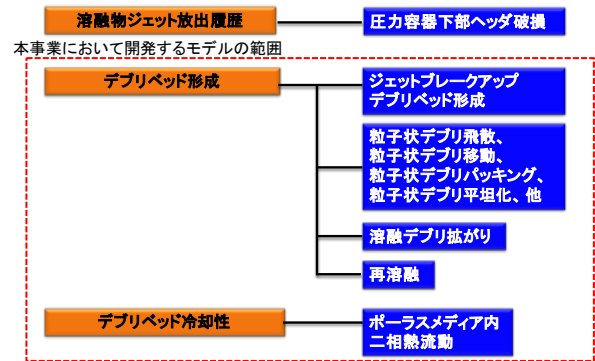 溶融物ジェット放出履歴
圧力容器下部ヘッダ破損
本事業において開発するモデルの範囲
デブリベッド形成
ジェットブレークアップ
デブリベッド形成
粒子状デブリ飛散、
粒子状デブリ移動、
粒子状デブリパッキング、
粒子状デブリ平坦化、他
溶融デブリ拡がり
再溶融
デブリベッド冷却性
ポーラスメディア内
二相熱流動